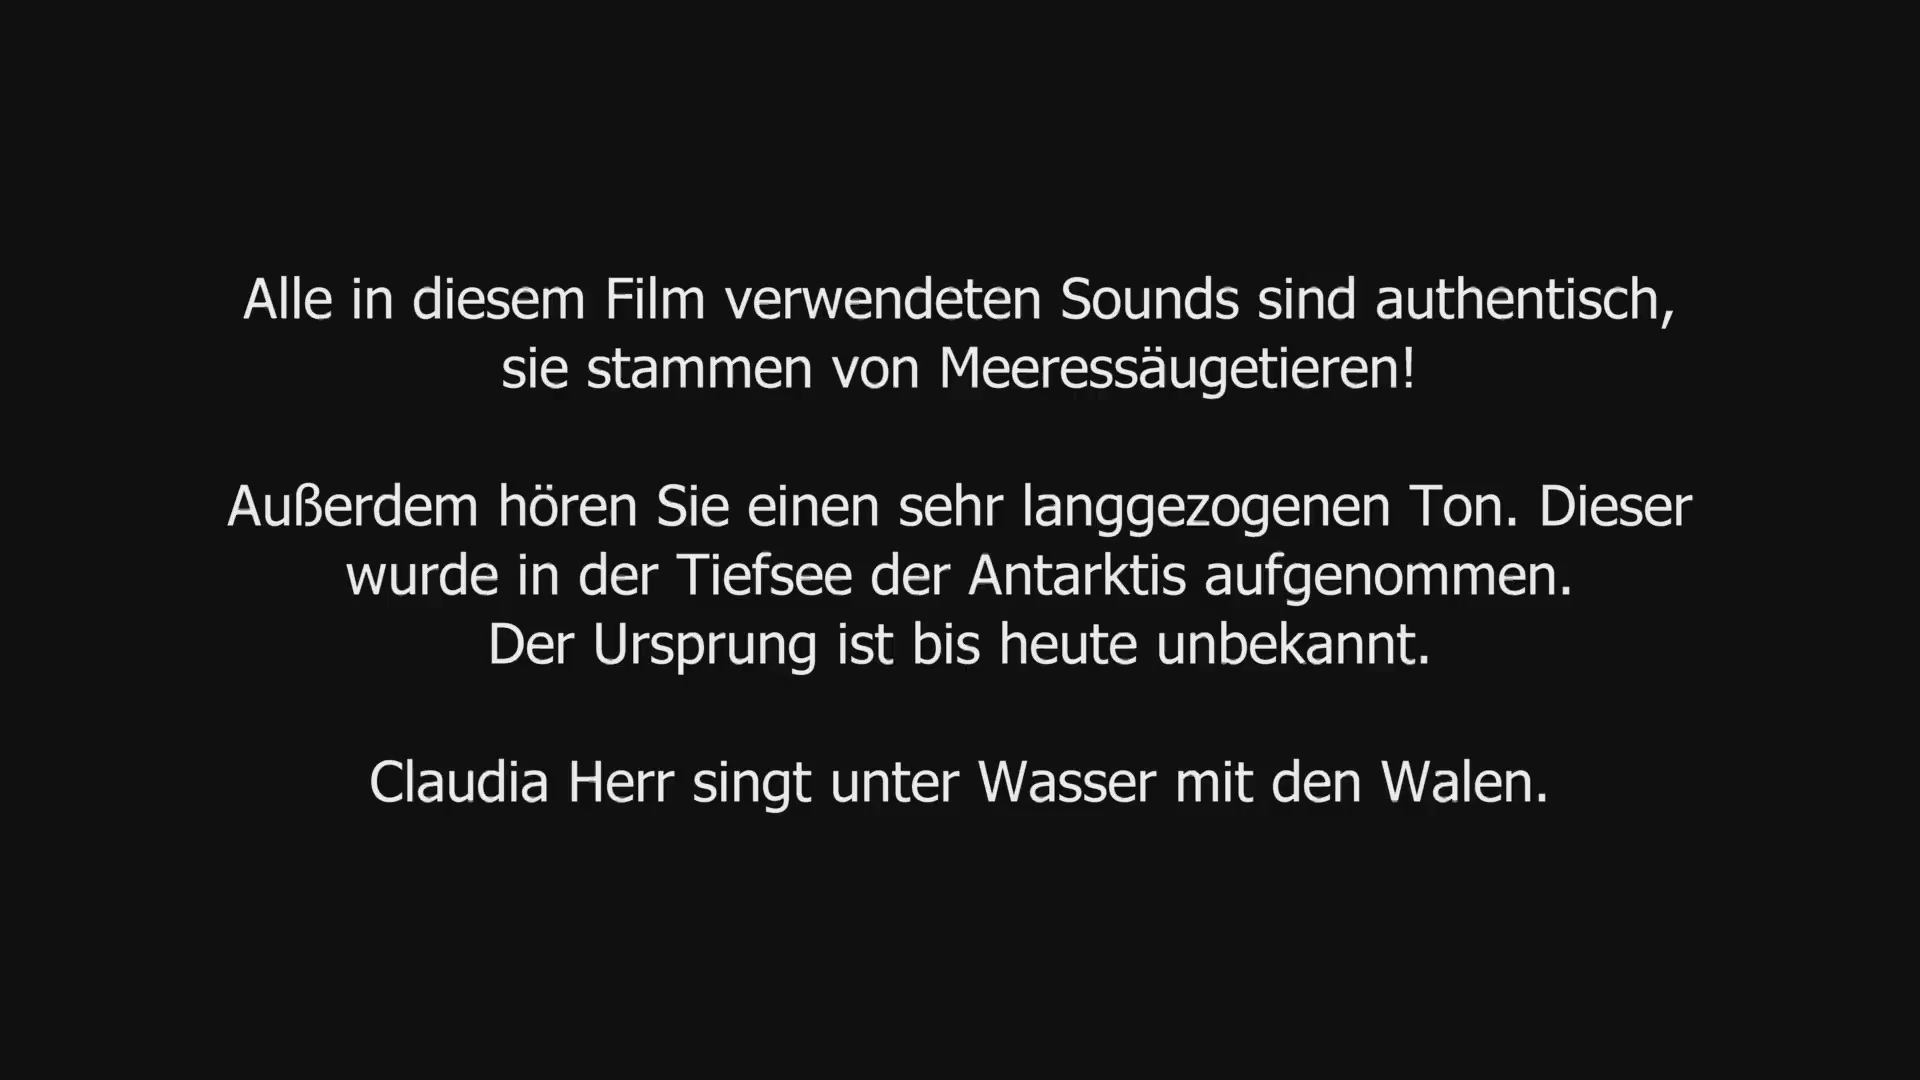 Alle in diesem Film verwendeten Sounds sind authentisch,
sie stammen von Meeressäugetieren!
Außerdem hören Sie einen sehr langgezogenen Ton. Dieser
wurde in der Tiefsee der Antarktis aufgenommen.
Der Ursprung ist bis heute unbekannt.
Claudia Herr singt unter Wasser mit den Walen.